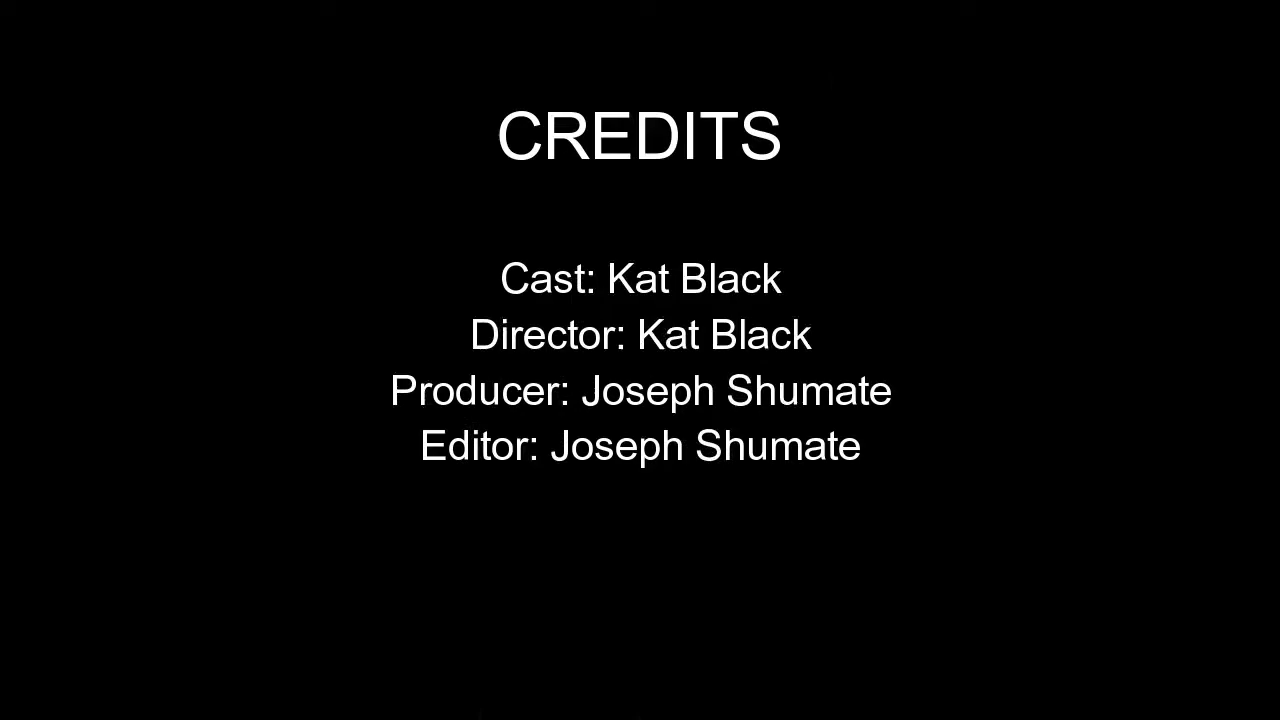 CREDITS
Cast: Kat Black
Director: Kat Black
Producer: Joseph Shumate
Editor: Joseph Shumate